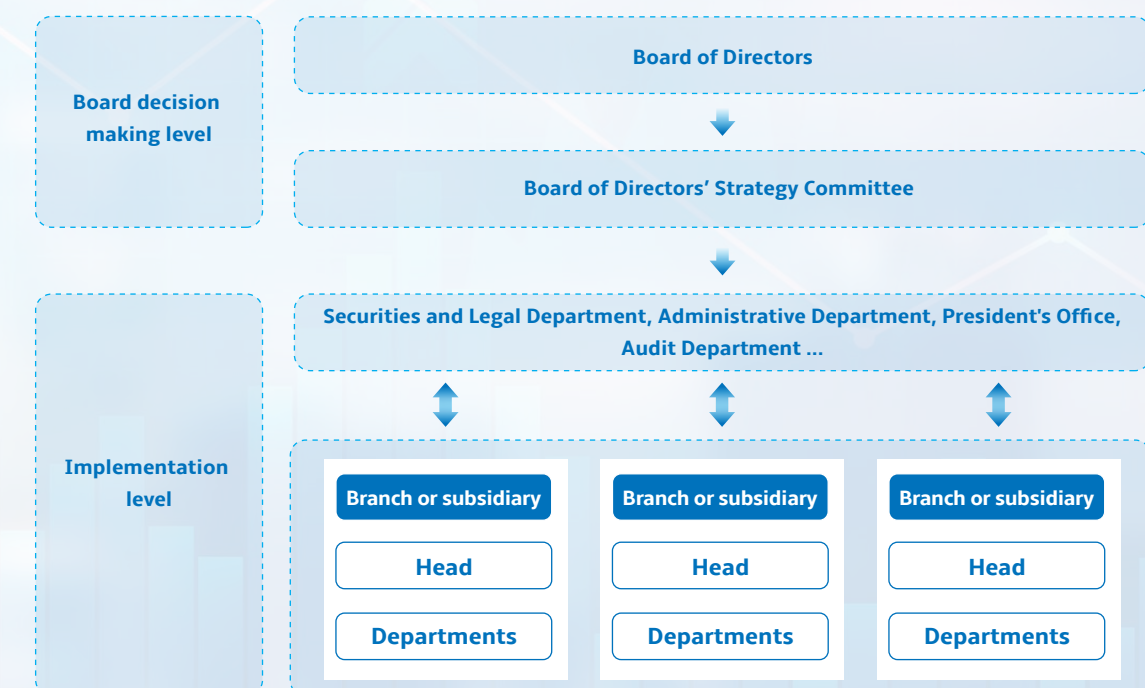 Board decision
making level
Board of Directors
Board of Directors’ Strategy Committee
Implementation
level
Securities and Legal Department, Administrative Department, President's Office,
Audit Department ...
Branch or subsidiary
Head
Departments
Branch or subsidiary
Head
Departments
Branch or subsidiary
Head
Departments